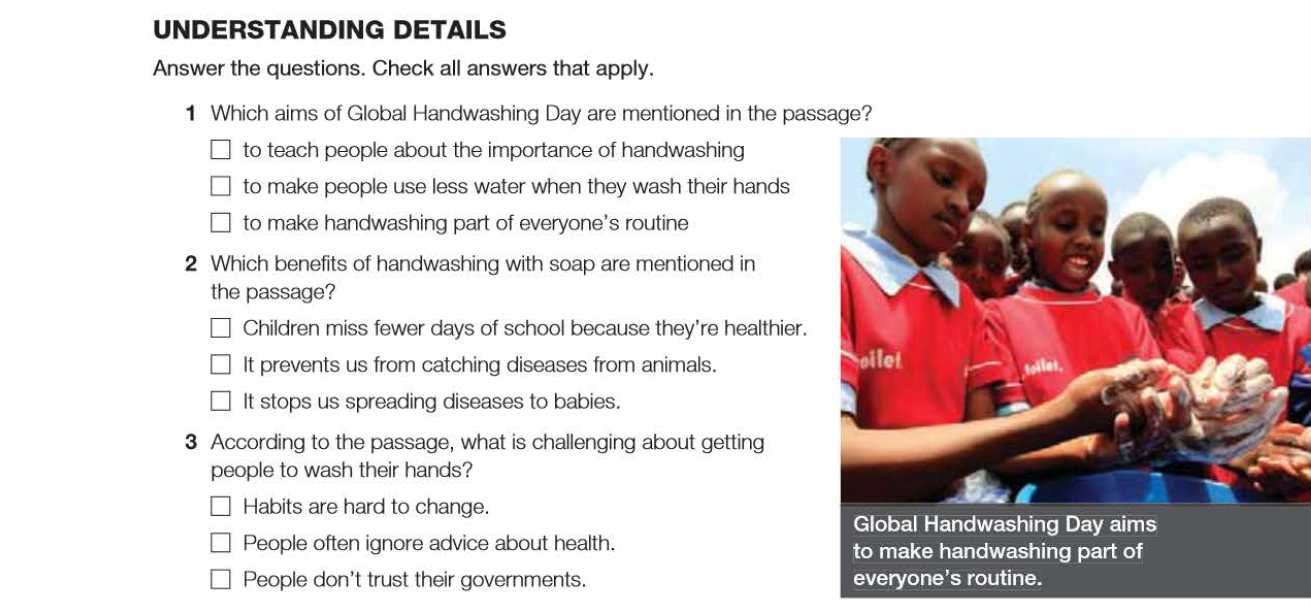 UNDERSTANDING DETAILS
Answer the questions. Check all answers that apply.
1 Which aims of Global Handwashing Day are mentioned in the passage?
to teach people about the importance of handwashing
to make people use less water when they wash their hands
to make handwashing part of everyone's routine
2 Which benefits of handwashing with soap are mentioned in
the passage?
Children miss fewer days of school because they're healthier.
It prevents us from catching diseases from animals.
It stops us spreading diseases to babies.
3 According to the passage, what is challenging about getting
people to wash their hands?
Habits are hard to change.
People often ignore advice about health.
People don't trust their governments.
oilet
toilet.
Global Handwashing Day aims
to make handwashing part of
everyone's routine.